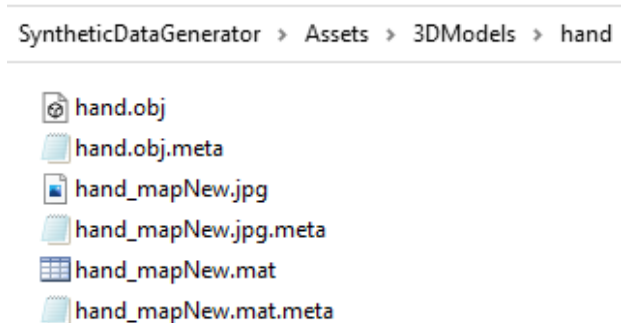 SyntheticDataGenerator > Assets > 3DModels > hand
hand.obj
hand.obj.meta
hand_mapNew.jpg
hand_mapNew.jpg.meta
hand_mapNew.mat
hand_mapNew.mat.meta